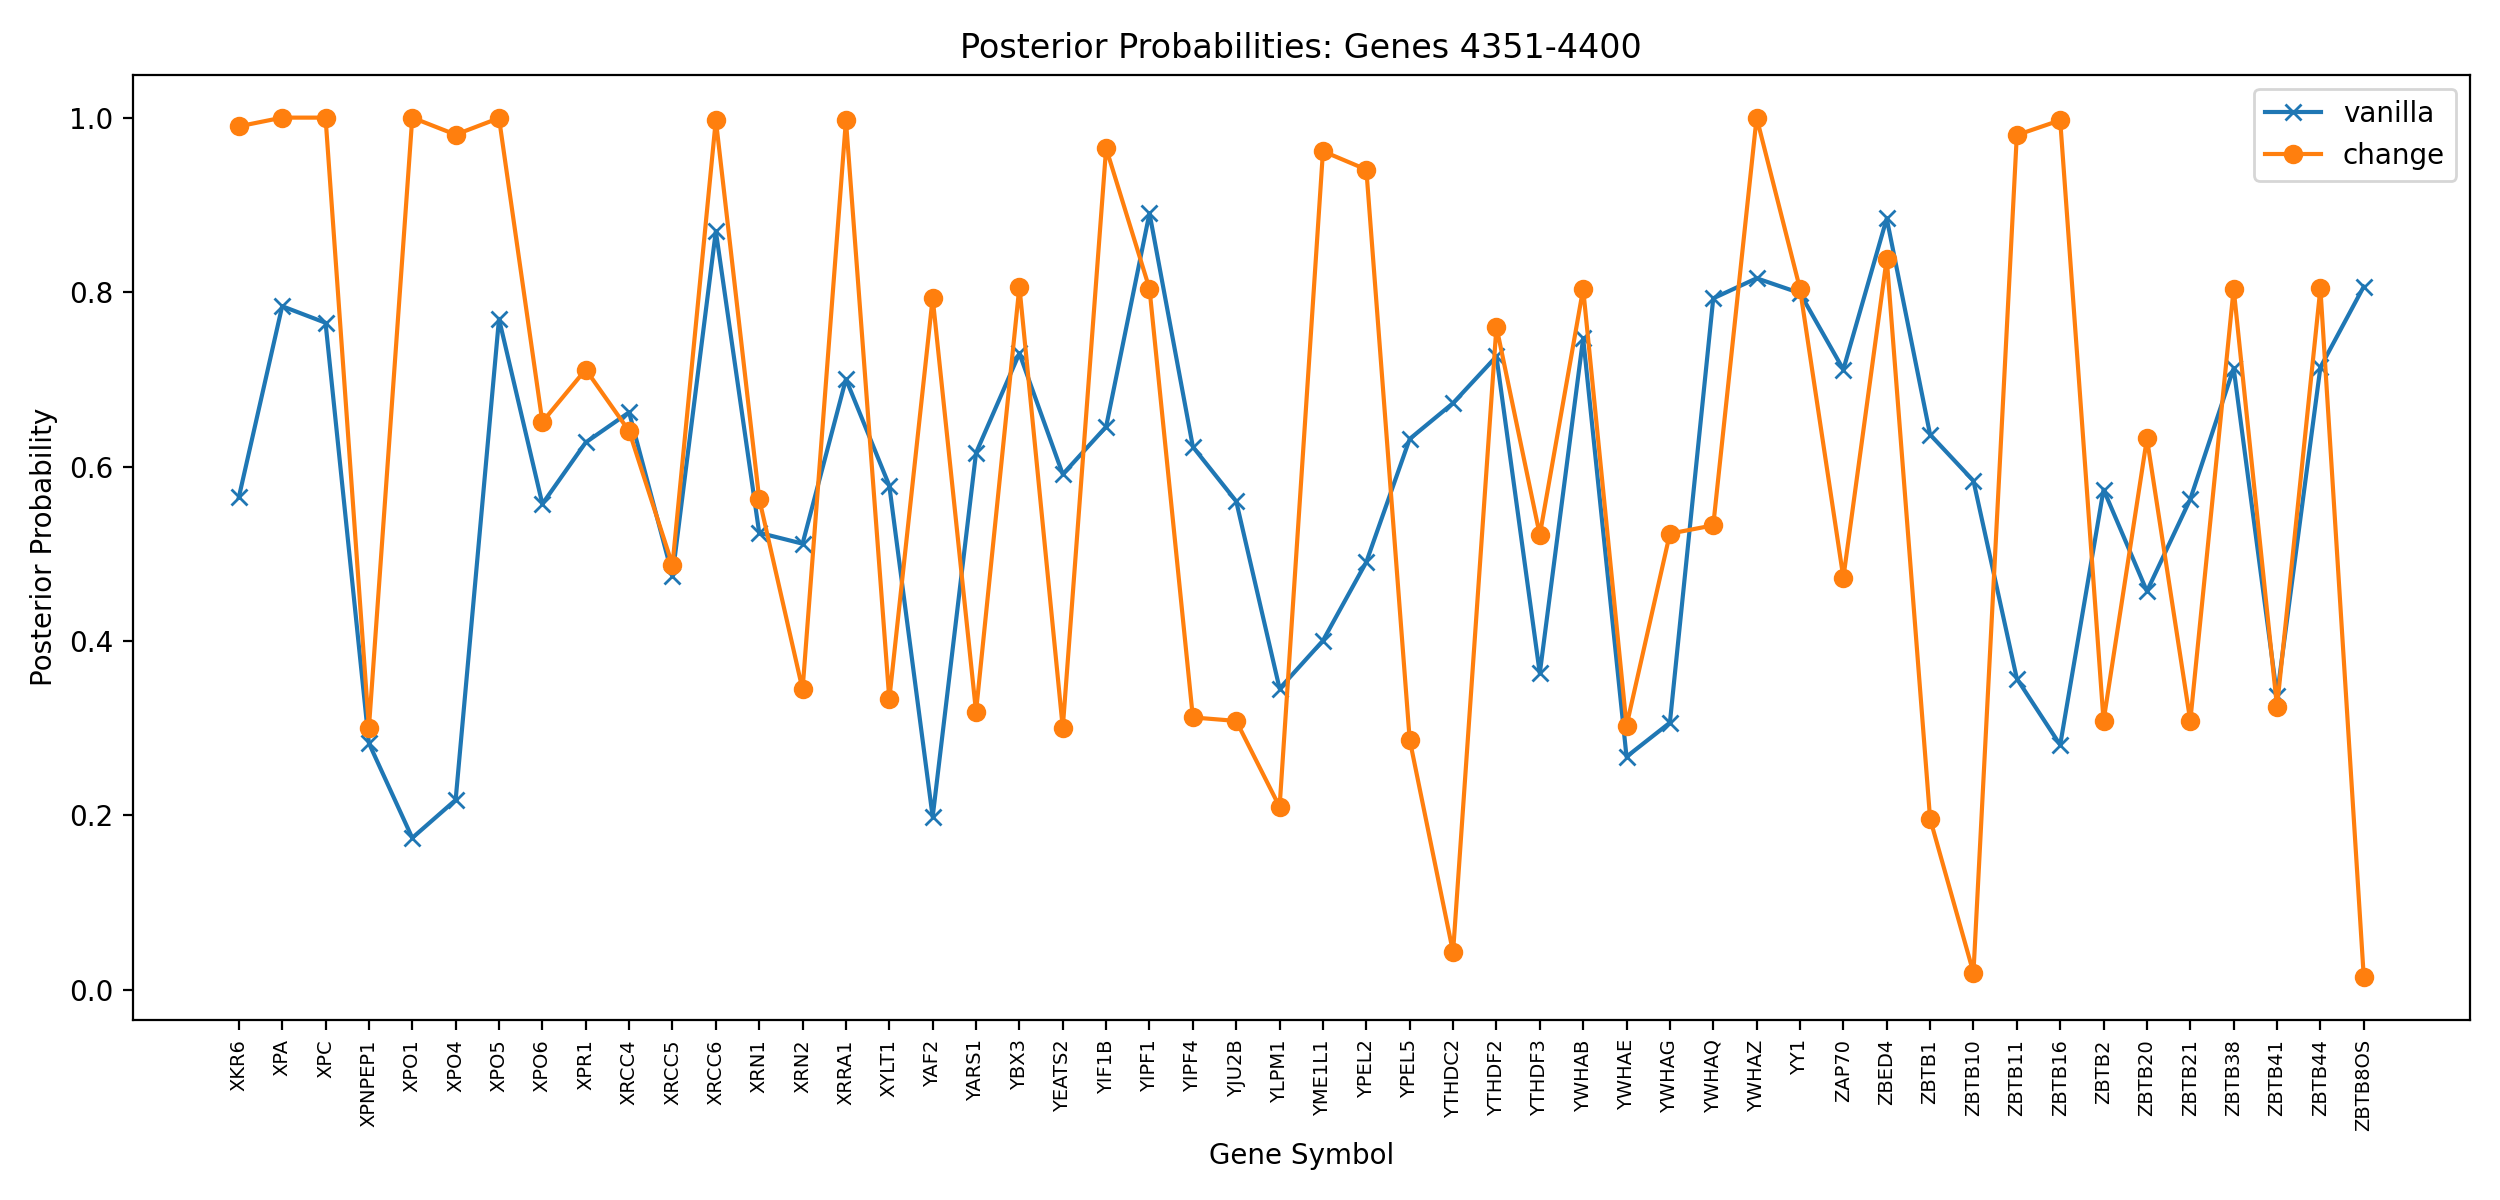 Posterior Probabilities: Genes 4351-4400
vanilla
change
Posterior Probability
1.0
0.8
0.6
0.4
0.2
0.0
XKR6
XPA
XPC
XPNPEP1
XPO1
XPO4
XPO5
XPO6
XPR1
XRCC4
XRCC5
XRCC6
XRN1
XRN2
XRRA1
XYLT1
YAF2
YARS1
YBX3
YEATS2
YIF1B
YIPF1
YIPF4
YJU2B
YLPM1
YME1L1
YPEL2
YPEL5
YTHDC2
YTHDF2
YTHDF3
YWHAB
YWHAE
YWHAG
YWHAQ
YWHAZ
YY1
ZAP70
ZBED4
ZBTB1
ZBTB10
ZBTB11
ZBTB16
ZBTB2
ZBTB20
ZBTB21
ZBTB38
ZBTB41
ZBTB44
ZBTB8OS
Gene Symbol